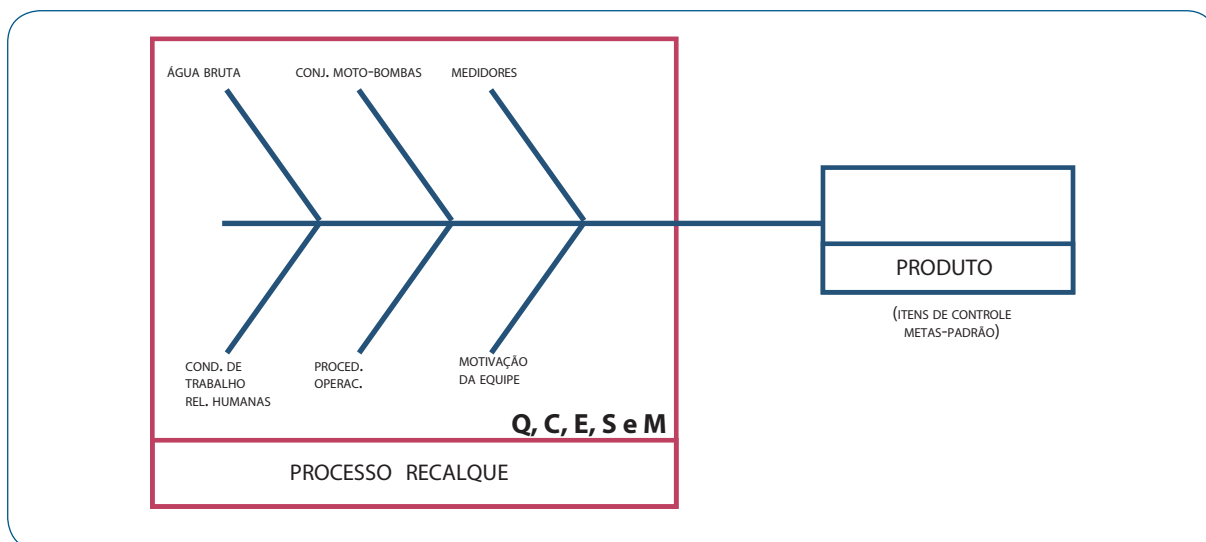 ÁGUA BRUTA
CONJ. MOTO-BOMBAS
MEDIDORES
PRODUTO
(ITENS DE CONTROLE
METAS-PADRÃO)
COND. DE
TRABALHO
REL. HUMANAS
PROCED.
OPERAC.
MOTIVAÇÃO
DA EQUIPE
Q, C, E, S e M
PROCESSO RECALQUE